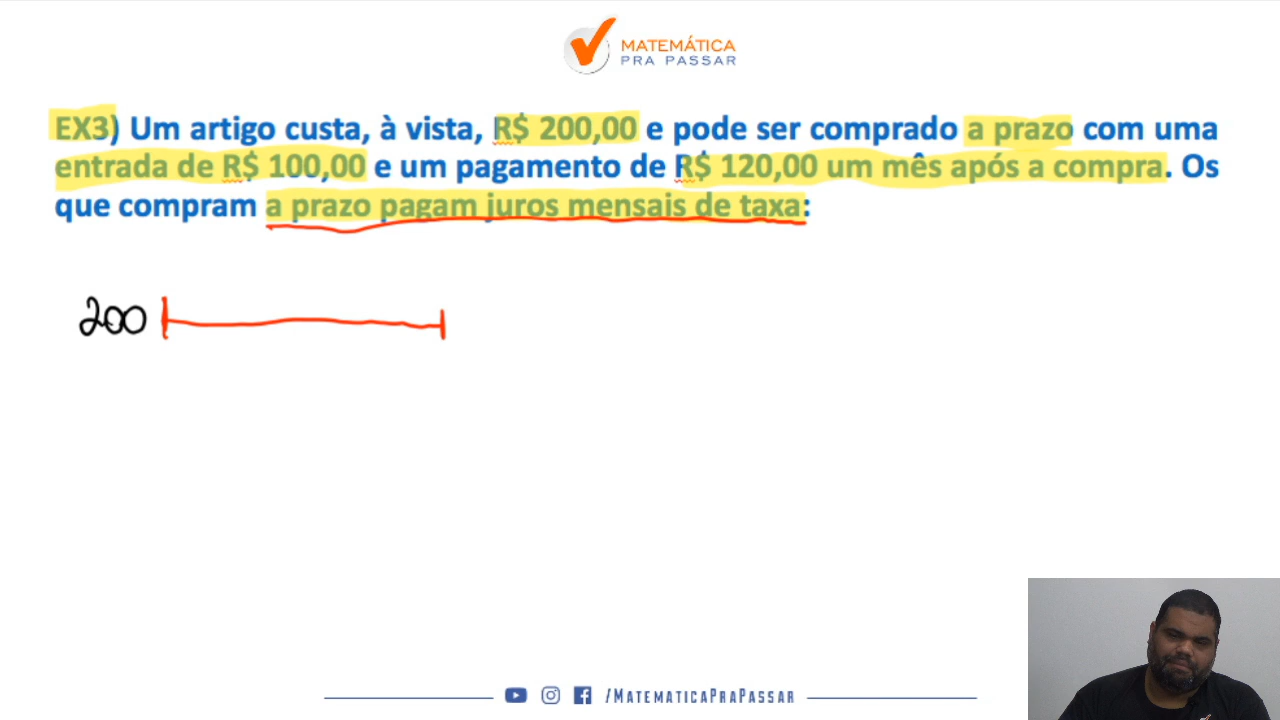 MATEMÁTICA
PRA PASSAR
EX3) Um artigo custa, à vista, R$ 200,00 e pode ser comprado a prazo com uma
entrada de R$ 100,00 e um pagamento de R$ 120,00 um mês após a compra. Os
que compram a prazo pagam juros mensais de taxa:
200
/MATEMATICAPRAPASSAR